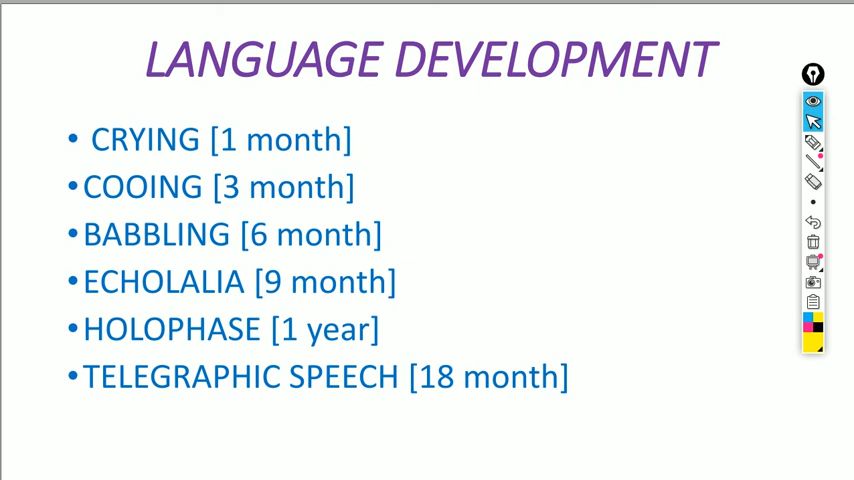 LANGUAGE DEVELOPMENT
• CRYING [1 month]
• COOING [3 month]
• BABBLING [6 month]
• ECHOLALIA [9 month]
• HOLOPHASE [1 year]
• TELEGRAPHIC SPEECH [18 month]